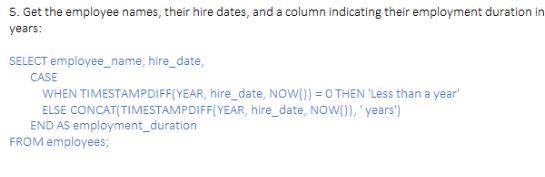 5. Get the employee names, their hire dates, and a column indicating their employment duration in
years:
SELECT employee_name, hire_date,
CASE
WHEN TIMESTAMPDIFF(YEAR, hire_date, NOW()) = 0 THEN 'Less than a year'
ELSE CONCAT(TIMESTAMPDIFF(YEAR, hire_date, NOW()), ' years')
END AS employment_duration
FROM employees;